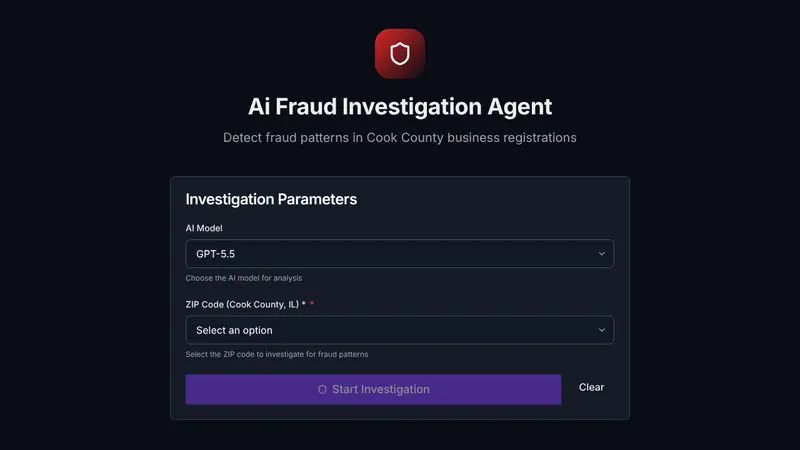 Ai Fraud Investigation Agent
Detect fraud patterns in Cook County business registrations
Investigation Parameters
AI Model
GPT-5.5
Choose the AI model for analysis
ZIP Code (Cook County, IL) * *
Select an option
Select the ZIP code to investigate for fraud patterns
Start Investigation
Clear